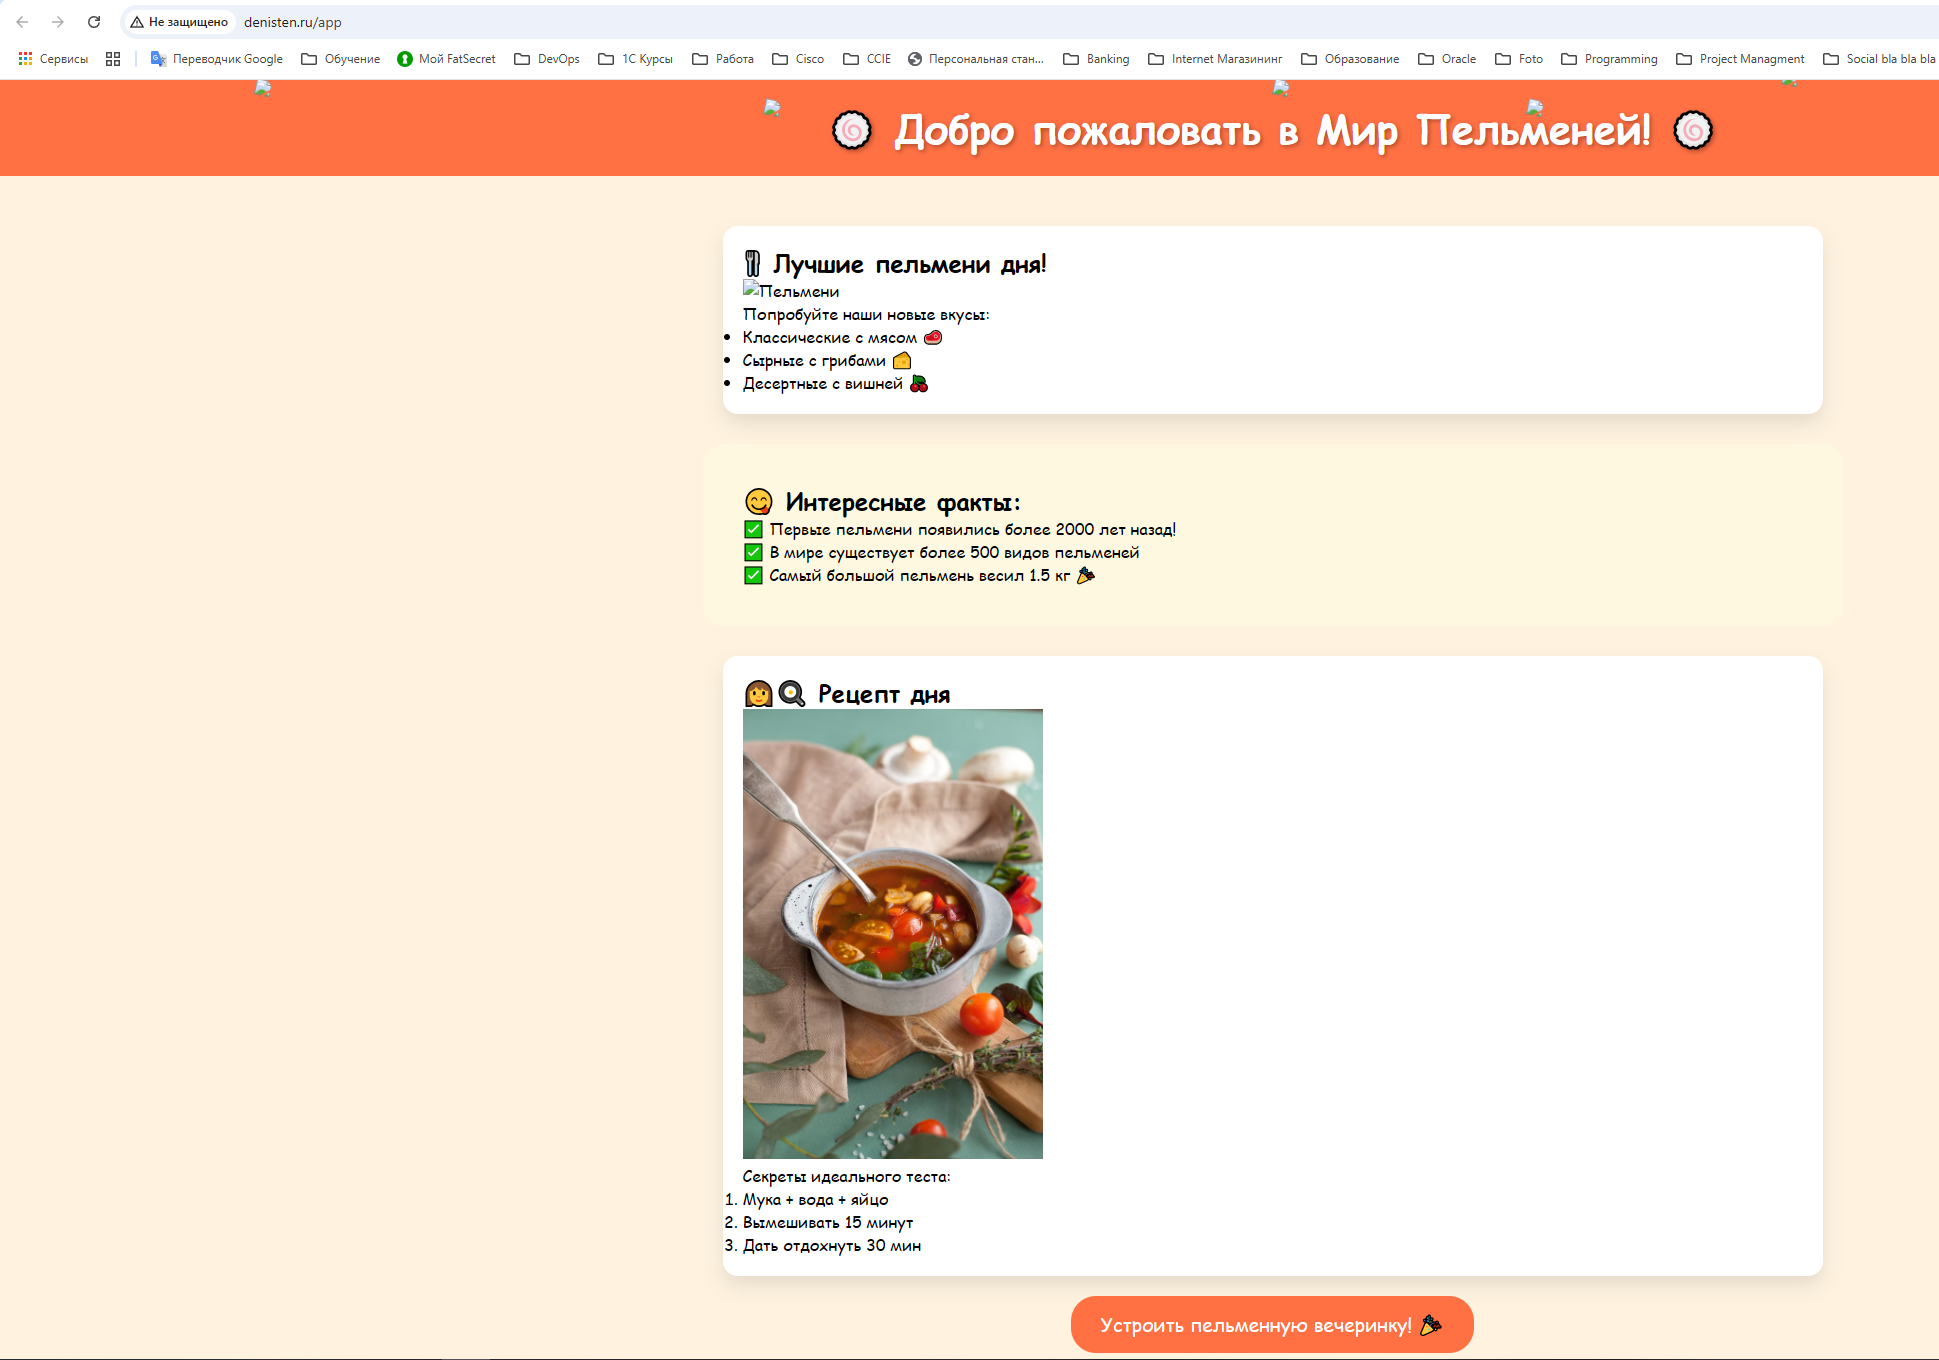 Не защищено denisten.ru/app
Сервисы Переводчик Google Обучение Мой FatSecret DevOps 1С Курсы Работа Cisco CCIE Персональная стан... Banking Internet Магазининг Образование Oracle Foto Programming Project Managment Social bla bla bla
Добро пожаловать в Мир Пельменей!
Лучшие пельмени дня!
Пельмени
Попробуйте наши новые вкусы:
Классические с мясом
Сырные с грибами
Десертные с вишней
Интересные факты:
Первые пельмени появились более 2000 лет назад!
В мире существует более 500 видов пельменей
Самый большой пельмень весил 1.5 кг
Рецепт дня
Секреты идеального теста:
1. Мука + вода + яйцо
2. Вымешивать 15 минут
3. Дать отдохнуть 30 мин
Устроить пельменную вечеринку!